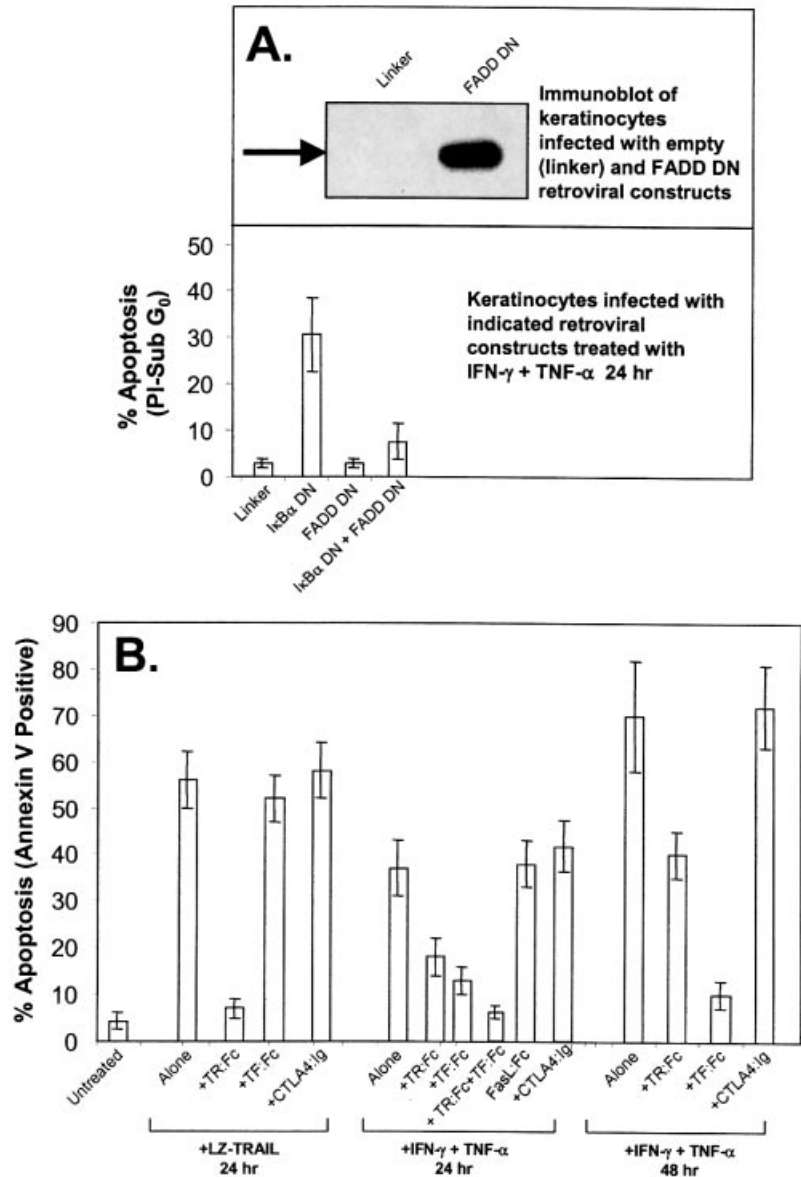 A.
Linker
FADD DN
Immunoblot of
keratinocytes
infected with empty
(linker) and FADD DN
retroviral constructs
% Apoptosis
(PI-Sub G₀)
50
40
30
20
10
0
Keratinocytes infected with
indicated retroviral
constructs treated with
IFN-γ + TNF-α 24 hr
Linker
IκBα DN
FADD DN
IκBα DN + FADD DN
B.
% Apoptosis (Annexin V Positive)
90
80
70
60
50
40
30
20
10
0
Untreated
Alone
+TR:Fc
+TF:Fc
+CTLA4:Ig
Alone
+TR:Fc
+TF:Fc
+ TR:Fc+TF:Fc
FasL:Fc
+CTLA4:Ig
Alone
+TR:Fc
+TF:Fc
+CTLA4:Ig
+LZ-TRAIL
24 hr
+IFN-γ + TNF-α
24 hr
+IFN-γ + TNF-α
48 hr